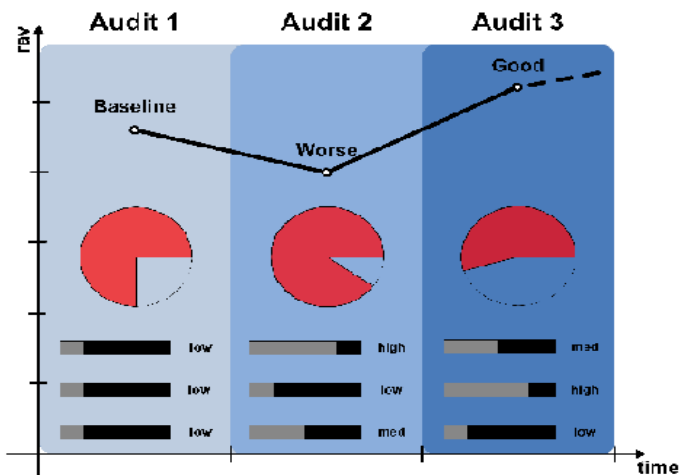 Audit 1
Audit 2
Audit 3
rav
Good
Baseline
Worse
low
high
med
low
low
high
low
med
low
time